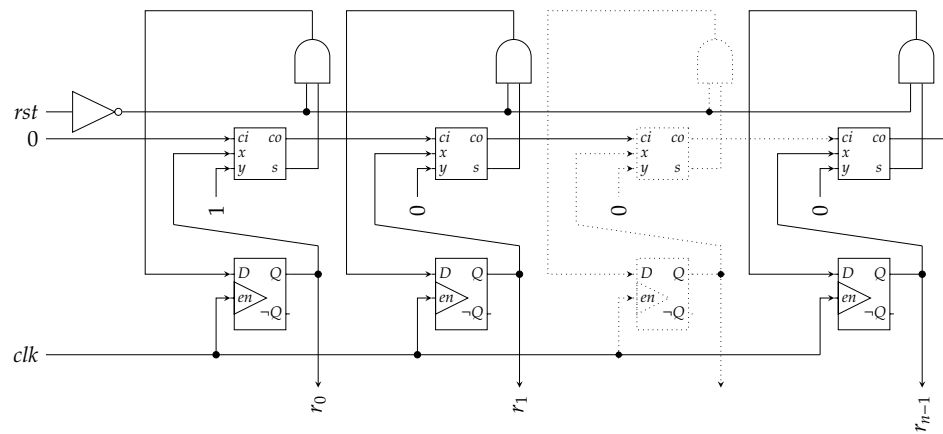 rst
0
ci co ci co ci co ci co
x x x x
y s y s y s y s
1 0 0 0
D Q D Q D Q D Q
en en en en
¬Q ¬Q ¬Q ¬Q
clk
r0 r1 rn−1